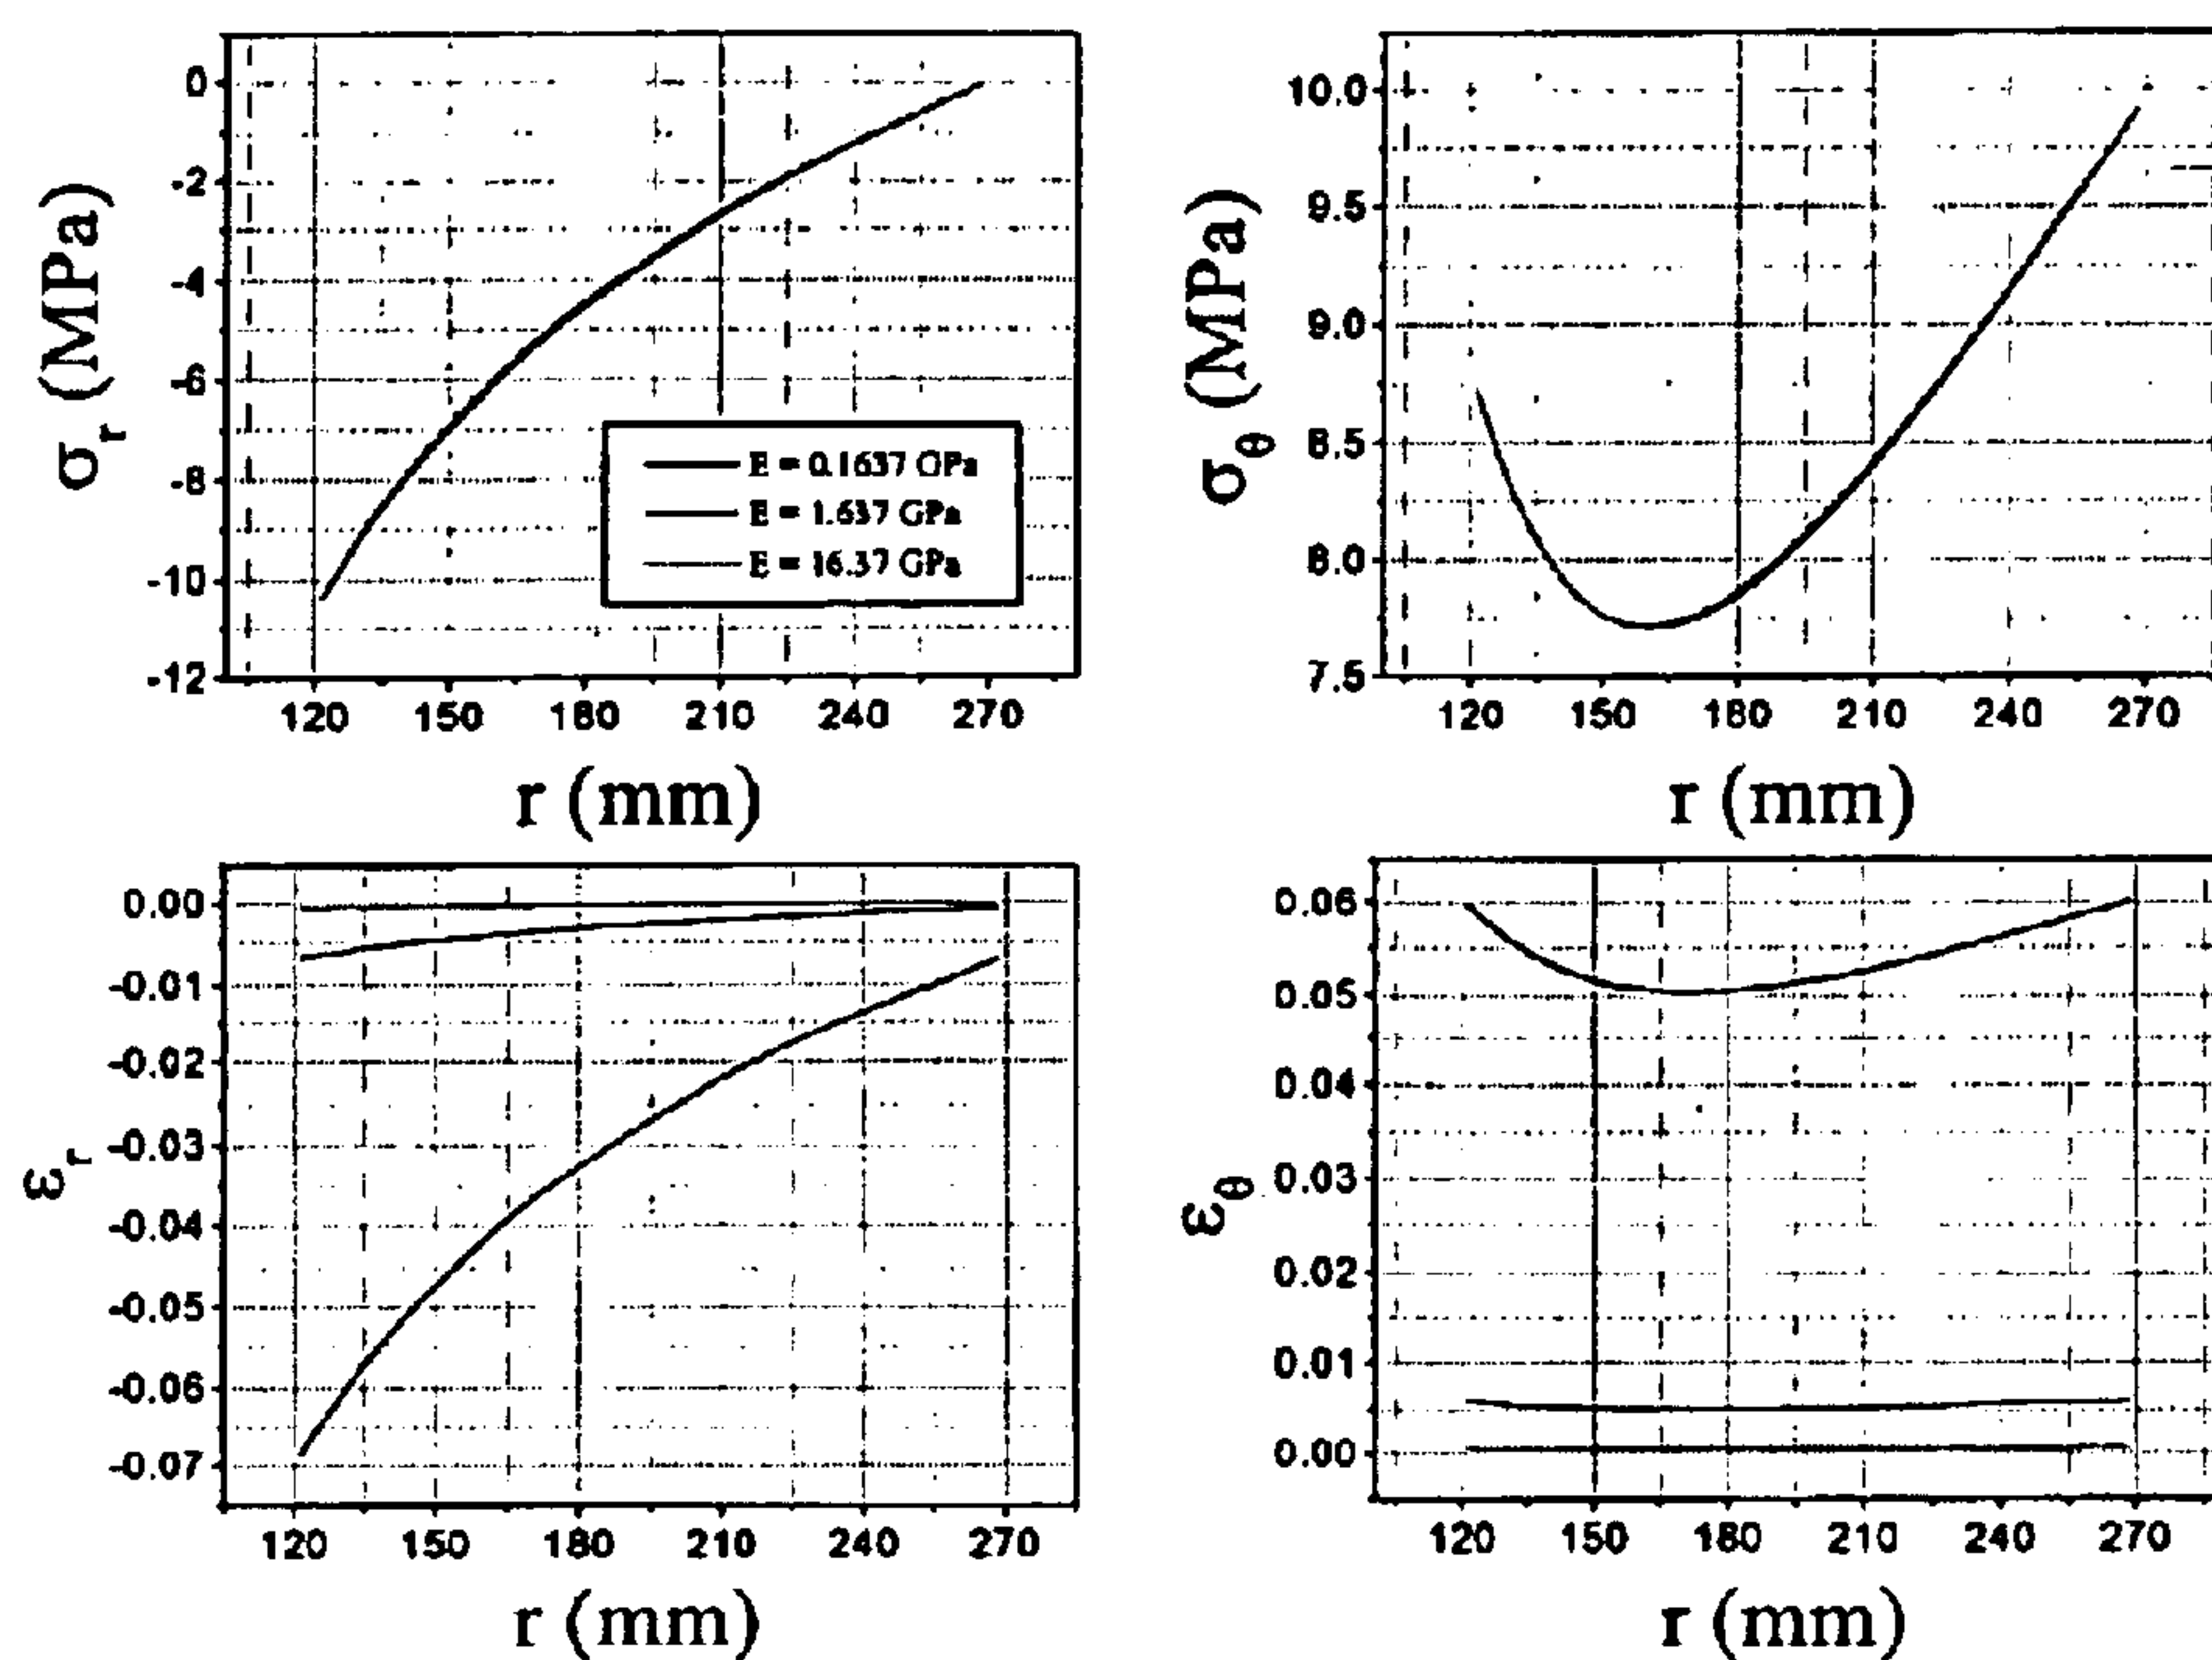 σr (MPa)
0
-2
-4
-6
-8
-10
-12
120 150 180 210 240 270
r (mm)
E = 0.1637 GPa
E = 1.637 GPa
E = 16.37 GPa
σθ (MPa)
10.0
9.5
9.0
8.5
8.0
7.5
120 150 180 210 240 270
r (mm)
εr
0.00
-0.01
-0.02
-0.03
-0.04
-0.05
-0.06
-0.07
120 150 180 210 240 270
r (mm)
εθ
0.06
0.05
0.04
0.03
0.02
0.01
0.00
120 150 180 210 240 270
r (mm)